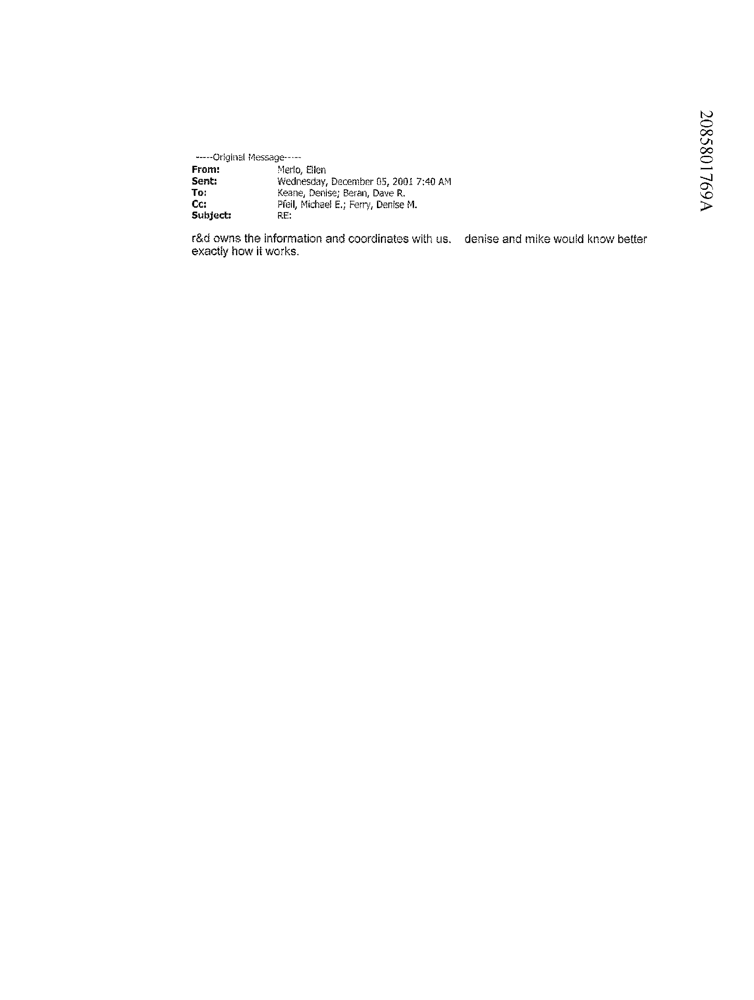 -----Original Message-----
From: Merlo, Ellen
Sent: Wednesday, December 05, 2001 7:40 AM
To: Keane, Denise; Beran, Dave R.
Cc: Pfeil, Michael E.; Ferry, Denise M.
Subject: RE:
r&d owns the information and coordinates with us. denise and mike would know better
exactly how it works.
2085801769A